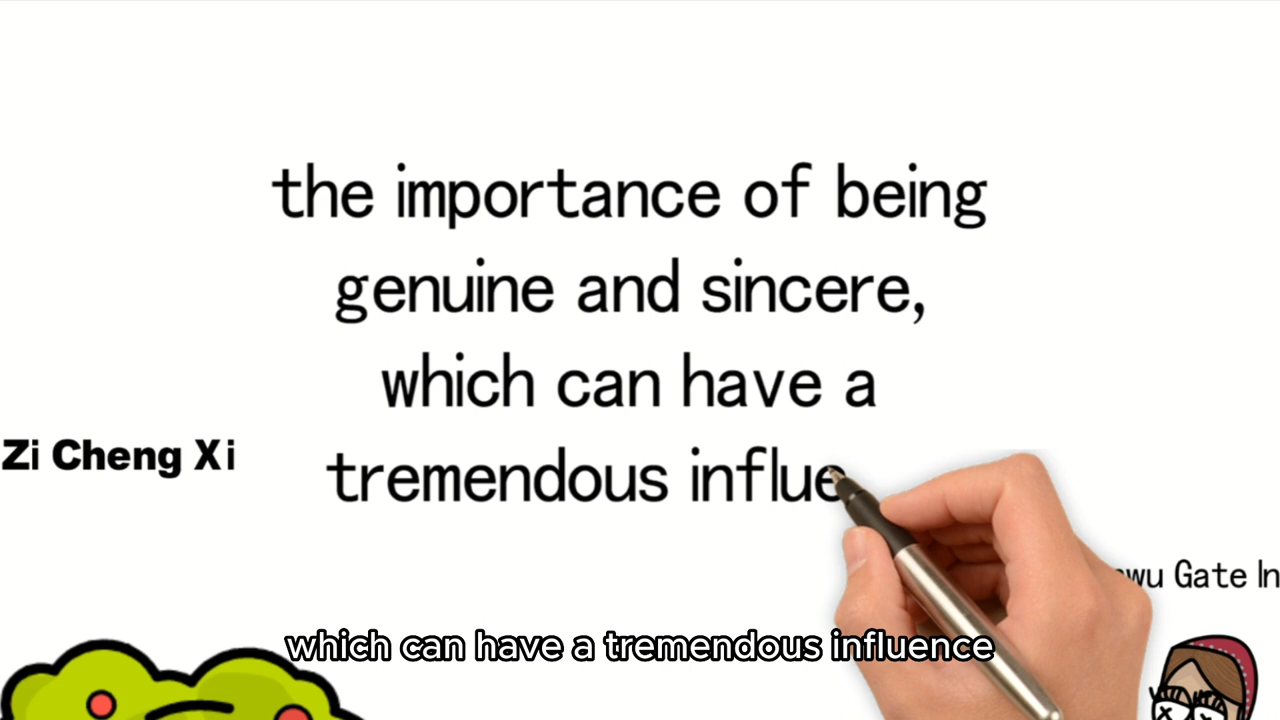 the importance of being
genuine and sincere,
which can have a
tremendous influe
Zi Cheng Xi
Gate In
which can have a tremendous influence